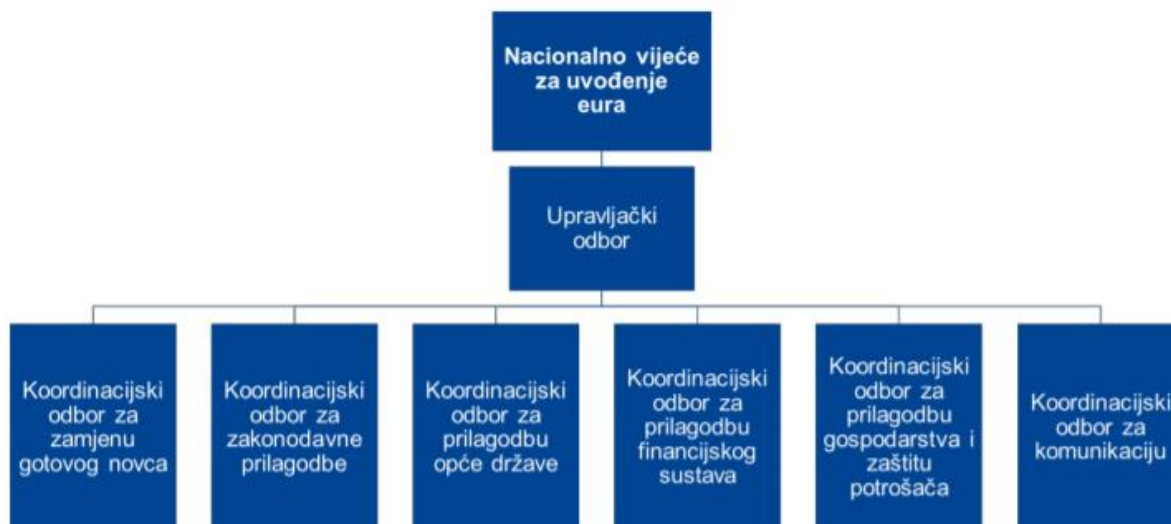 Nacionalno vijeće
za uvođenje
eura
Upravljački
odbor
Koordinacijski
odbor za
zamjenu
gotovog novca
Koordinacijski
odbor za
zakonodavne
prilagodbe
Koordinacijski
odbor za
prilagodbu
opće države
Koordinacijski
odbor za
prilagodbu
financijskog
sustava
Koordinacijski
odbor za
prilagodbu
gospodarstva i
zaštitu
potrošača
Koordinacijski
odbor za
komunikaciju